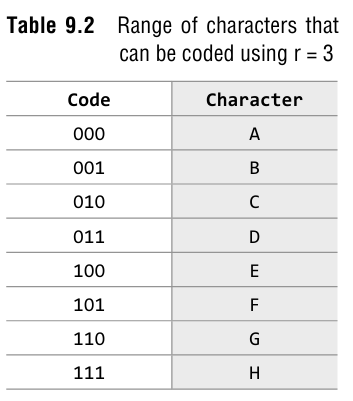 Table 9.2 Range of characters that
can be coded using r = 3
Code Character
000 A
001 B
010 C
011 D
100 E
101 F
110 G
111 H